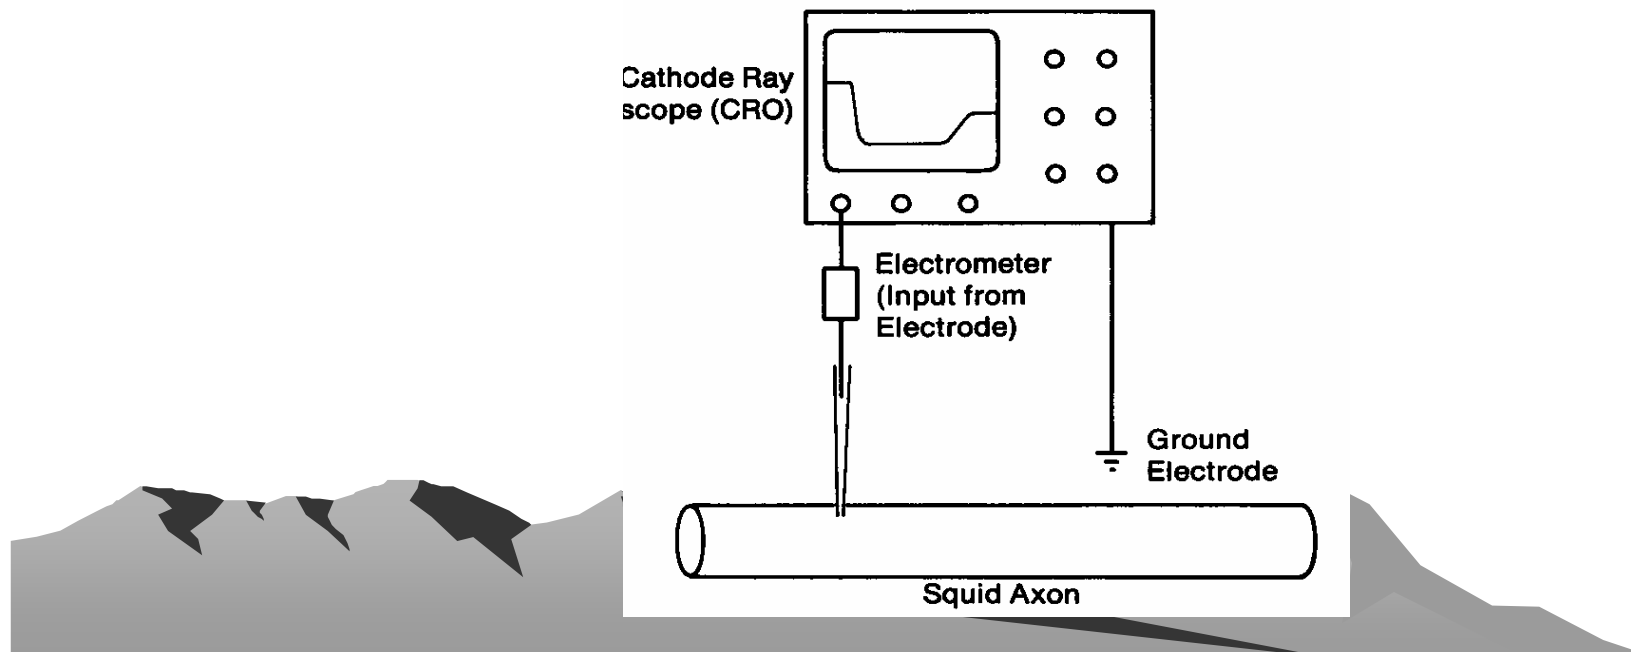 Cathode Ray
scope (CRO)
Electrometer
(Input from
Electrode)
Ground
Electrode
Squid Axon